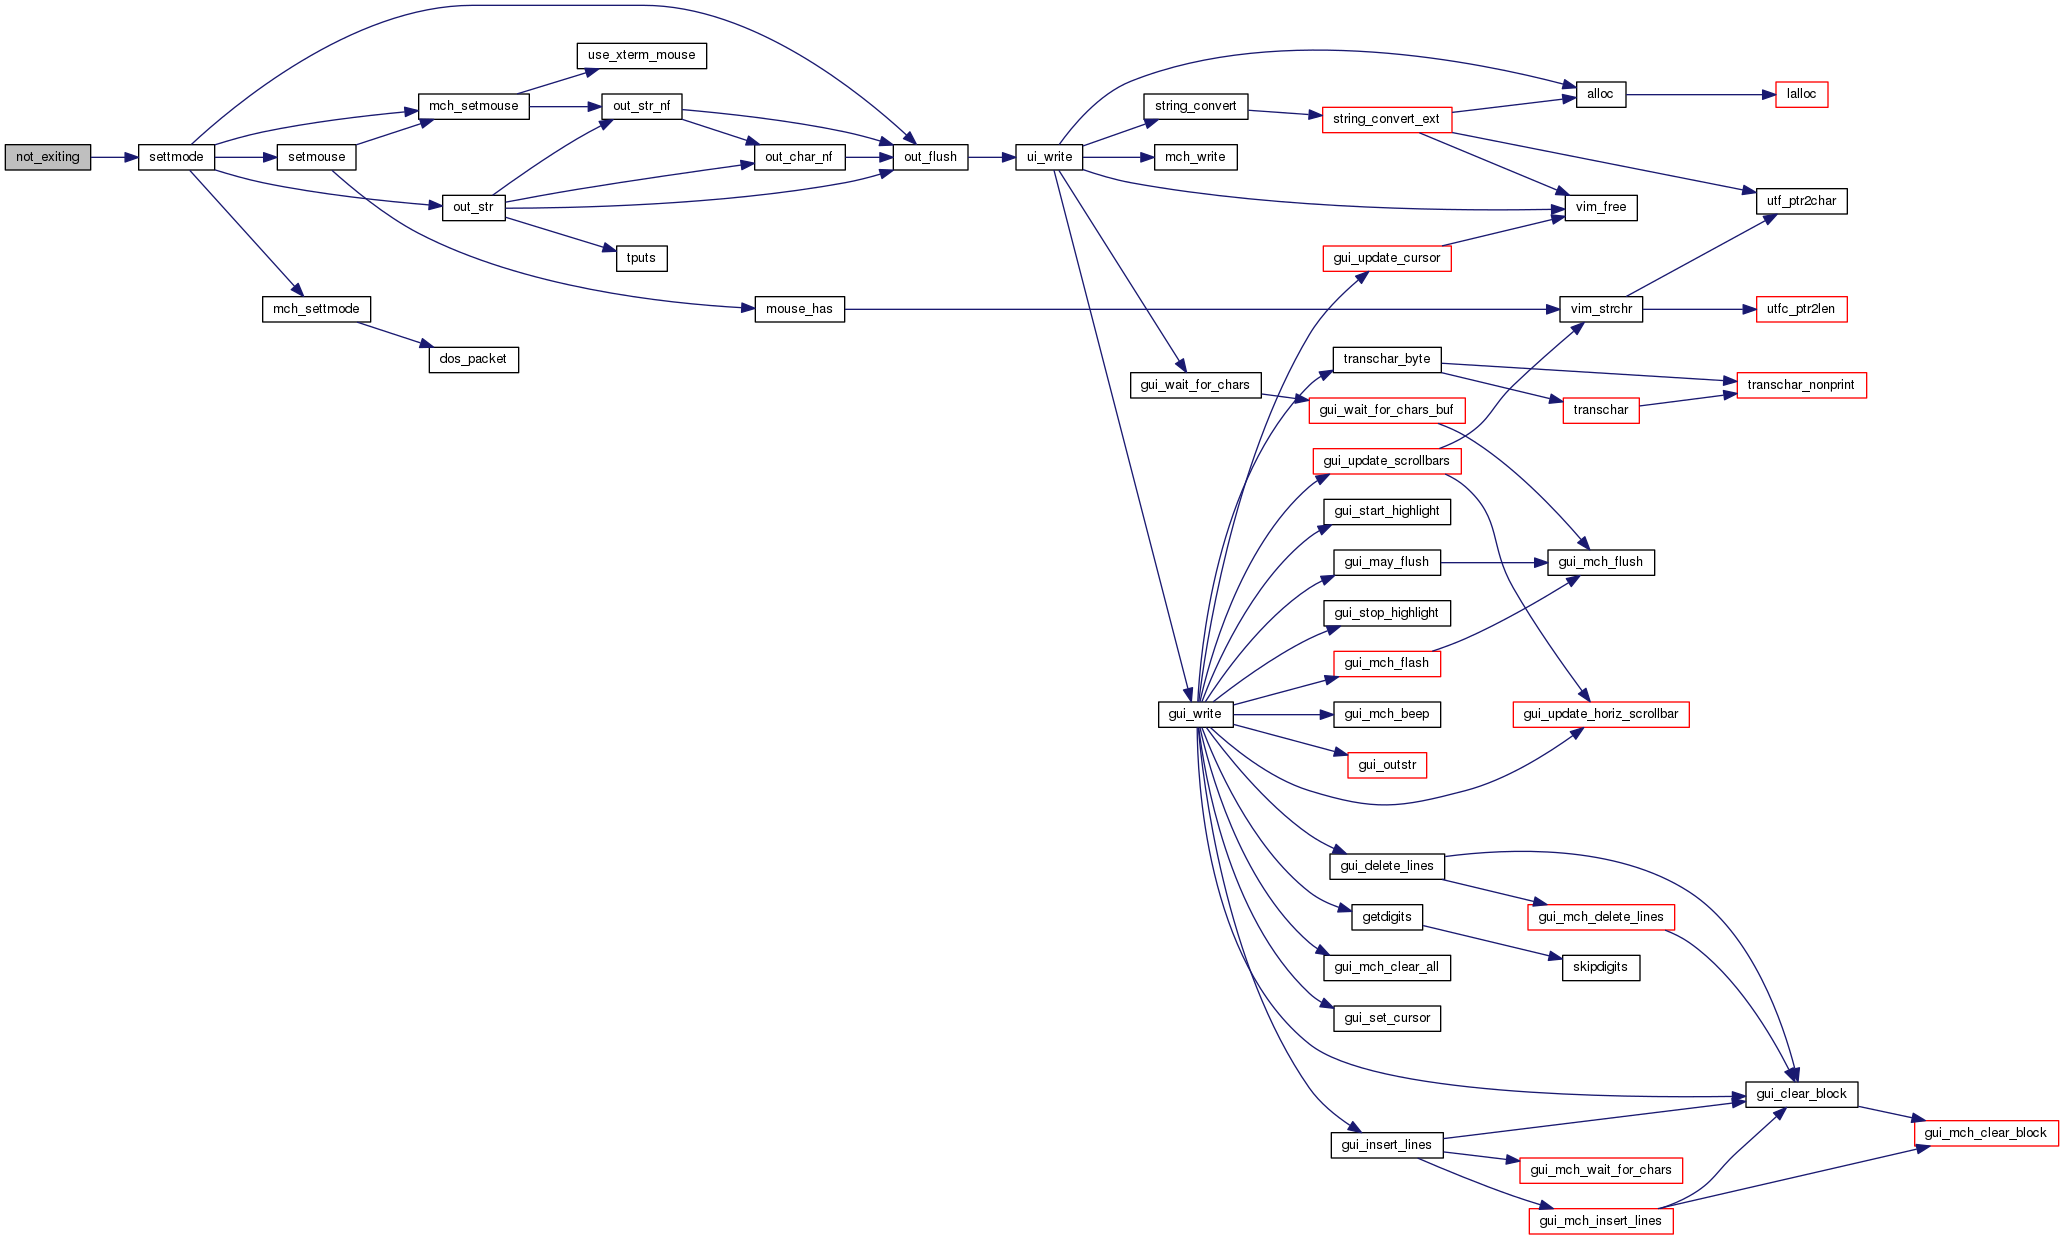 not_exiting
settmode
setmouse
mch_setmouse
use_xterm_mouse
out_str_nf
out_char_nf
out_flush
out_str
tputs
mouse_has
mch_settmode
dos_packet
ui_write
string_convert
mch_write
string_convert_ext
alloc
lalloc
vim_free
utf_ptr2char
gui_update_cursor
vim_strchr
utfc_ptr2len
gui_wait_for_chars
transchar_byte
transchar_nonprint
gui_wait_for_chars_buf
transchar
gui_update_scrollbars
gui_start_highlight
gui_may_flush
gui_mch_flush
gui_stop_highlight
gui_mch_flash
gui_write
gui_mch_beep
gui_update_horiz_scrollbar
gui_outstr
gui_delete_lines
getdigits
gui_mch_delete_lines
gui_mch_clear_all
skipdigits
gui_set_cursor
gui_clear_block
gui_insert_lines
gui_mch_clear_block
gui_mch_wait_for_chars
gui_mch_insert_lines